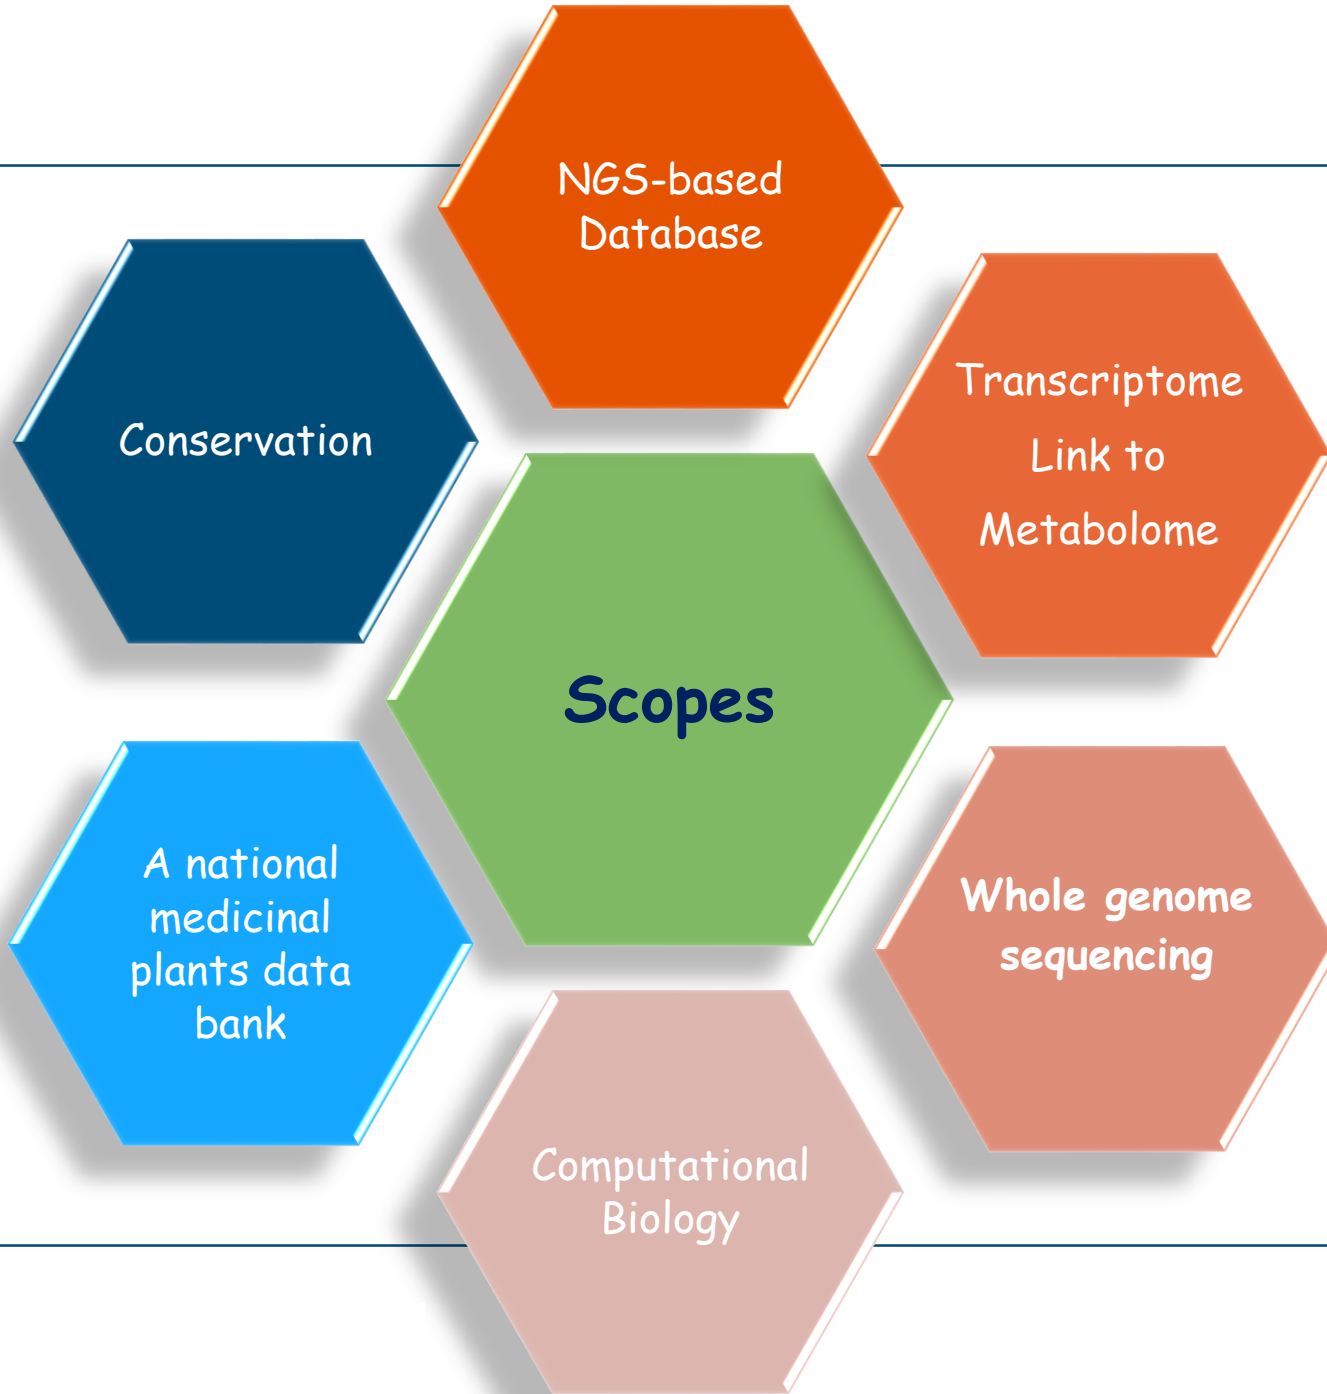 NGS-based
Database
Conservation
Transcriptome
Link to
Metabolome
Scopes
A national
medicinal
plants data
bank
Whole genome
sequencing
Computational
Biology